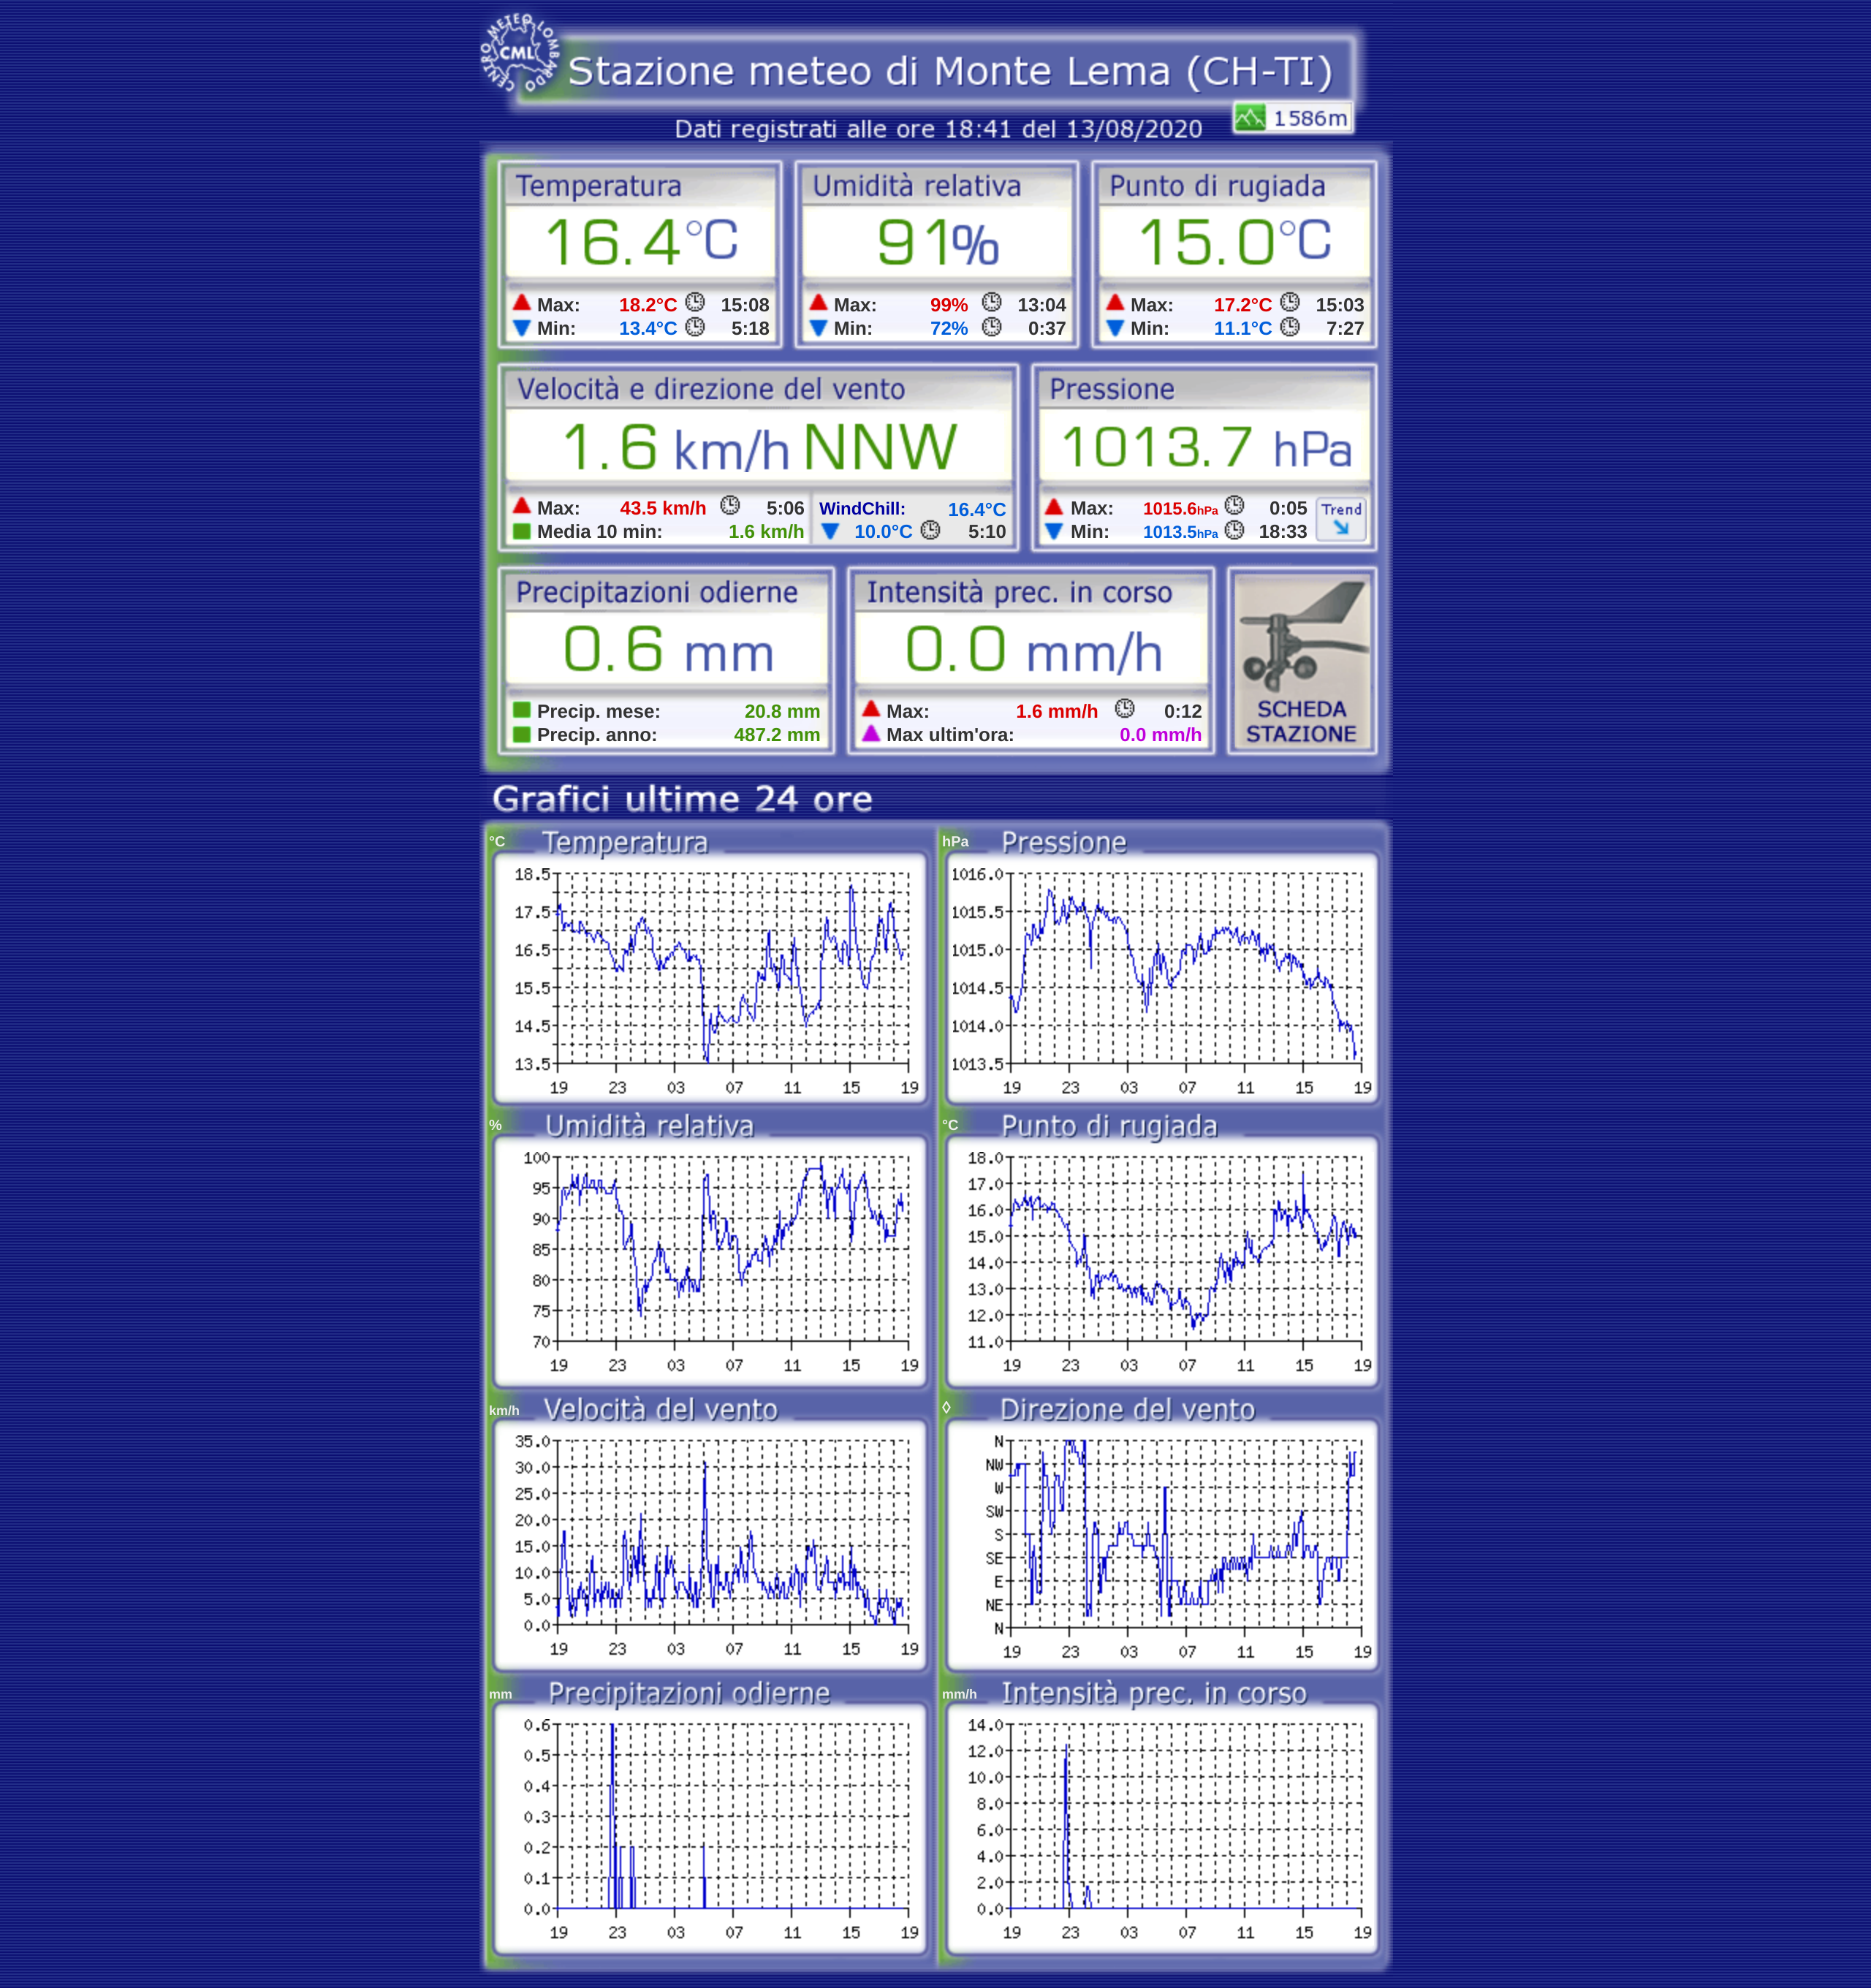 CENTRO METEO LOMBARDO
CML
Stazione meteo di Monte Lema (CH-TI)
1586m
Dati registrati alle ore 18:41 del 13/08/2020
Temperatura
16.4°C
Max: 18.2°C 15:08
Min: 13.4°C 5:18
Umidità relativa
91%
Max: 99% 13:04
Min: 72% 0:37
Punto di rugiada
15.0°C
Max: 17.2°C 15:03
Min: 11.1°C 7:27
Velocità e direzione del vento
1.6 km/h NNW
Max: 43.5 km/h 5:06
Media 10 min: 1.6 km/h
WindChill: 16.4°C
10.0°C 5:10
Pressione
1013.7 hPa
Max: 1015.6hPa 0:05
Min: 1013.5hPa 18:33
Trend
Precipitazioni odierne
0.6 mm
Precip. mese: 20.8 mm
Precip. anno: 487.2 mm
Intensità prec. in corso
0.0 mm/h
Max: 1.6 mm/h 0:12
Max ultim'ora: 0.0 mm/h
SCHEDA
STAZIONE
Grafici ultime 24 ore
°C Temperatura
18.5
17.5
16.5
15.5
14.5
13.5
19 23 03 07 11 15 19
hPa Pressione
1016.0
1015.5
1015.0
1014.5
1014.0
1013.5
19 23 03 07 11 15 19
% Umidità relativa
100
95
90
85
80
75
70
19 23 03 07 11 15 19
°C Punto di rugiada
18.0
17.0
16.0
15.0
14.0
13.0
12.0
11.0
19 23 03 07 11 15 19
km/h Velocità del vento
35.0
30.0
25.0
20.0
15.0
10.0
5.0
0.0
19 23 03 07 11 15 19
◊ Direzione del vento
N
NW
W
SW
S
SE
E
NE
N
19 23 03 07 11 15 19
mm Precipitazioni odierne
0.6
0.5
0.4
0.3
0.2
0.1
0.0
19 23 03 07 11 15 19
mm/h Intensità prec. in corso
14.0
12.0
10.0
8.0
6.0
4.0
2.0
0.0
19 23 03 07 11 15 19